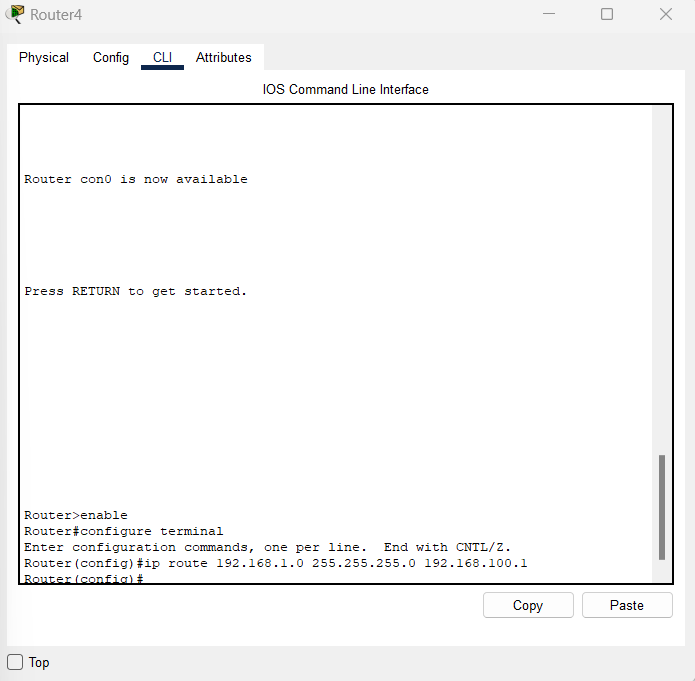 Router4
Physical Config CLI Attributes
IOS Command Line Interface
Router con0 is now available
Press RETURN to get started.
Router>enable
Router#configure terminal
Enter configuration commands, one per line.  End with CNTL/Z.
Router(config)#ip route 192.168.1.0 255.255.255.0 192.168.100.1
Router(config)#
Copy Paste
Top